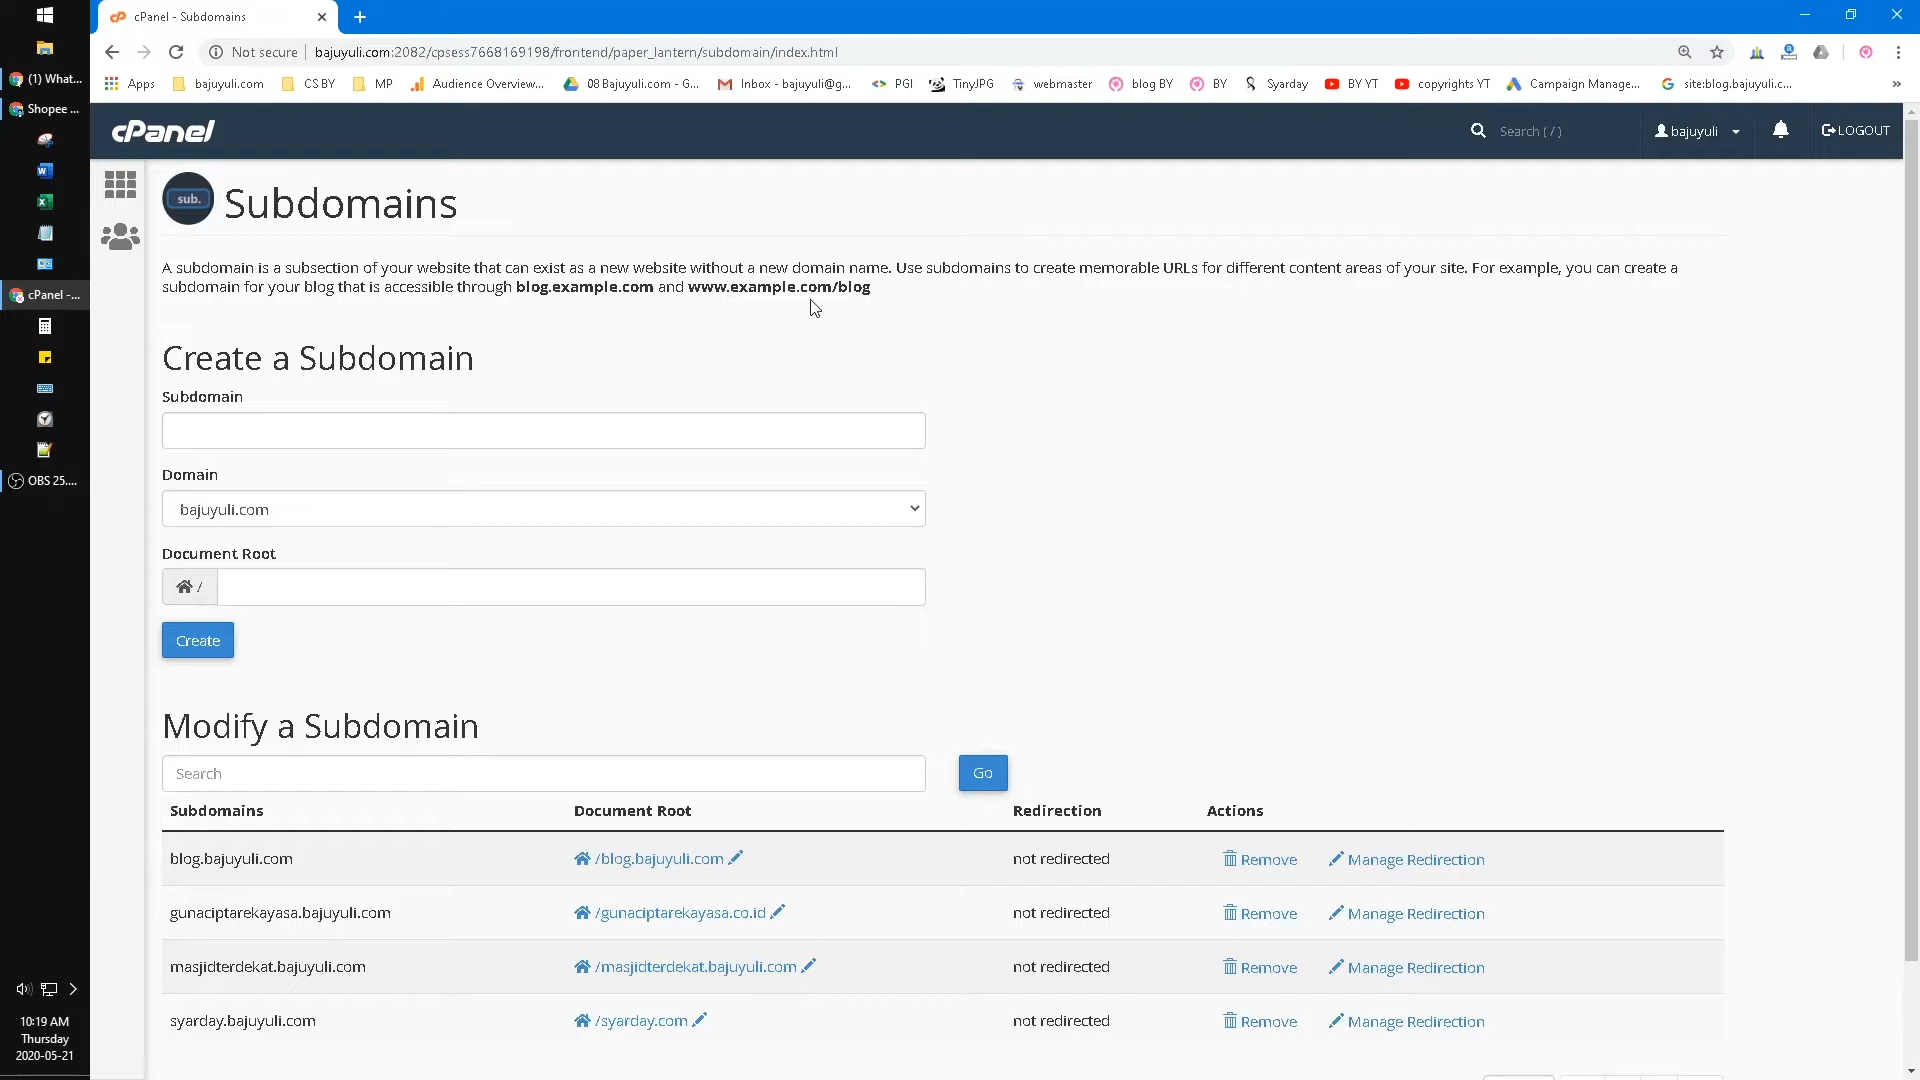 cPanel - Subdomains
Not secure
bajuyuli.com:2082/cpsess7668169198/frontend/paper_lantern/subdomain/index.html
Apps
bajuyuli.com
CS BY
MP
Audience Overview...
08 Bajuyuli.com - G...
Inbox - bajuyuli@g...
PGI
TinyJPG
webmaster
blog BY
BY
Syarday
BY YT
copyrights YT
Campaign Manage...
site:blog.bajuyuli.c...
»
(1) What...
Shopee ...
cPanel -...
OBS 25....
10:19 AM
Thursday
2020-05-21
cPanel
Search ( / )
bajuyuli
LOGOUT
sub.
Subdomains
A subdomain is a subsection of your website that can exist as a new website without a new domain name. Use subdomains to create memorable URLs for different content areas of your site. For example, you can create a
subdomain for your blog that is accessible through blog.example.com and www.example.com/blog
Create a Subdomain
Subdomain
Domain
bajuyuli.com
Document Root
/
Create
Modify a Subdomain
Search
Go
Subdomains Document Root Redirection Actions
blog.bajuyuli.com /blog.bajuyuli.com not redirected Remove Manage Redirection
gunaciptarekayasa.bajuyuli.com /gunaciptarekayasa.co.id not redirected Remove Manage Redirection
masjidterdekat.bajuyuli.com /masjidterdekat.bajuyuli.com not redirected Remove Manage Redirection
syarday.bajuyuli.com /syarday.com not redirected Remove Manage Redirection